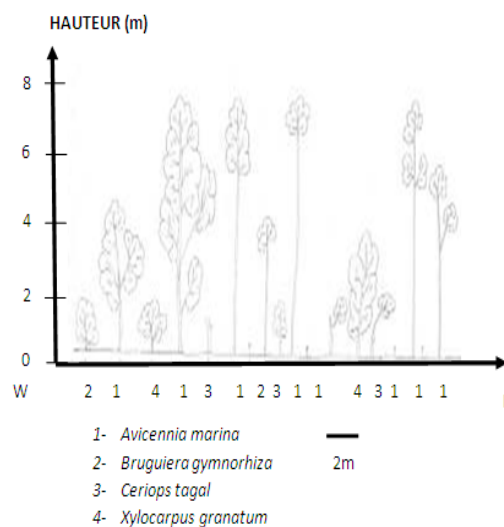 HAUTEUR (m)
8
6
4
2
0
W 2 1 4 1 3 1 2 3 1 1 4 3 1 1 1
1- Avicennia marina
2- Bruguiera gymnorhiza 2m
3- Ceriops tagal
4- Xylocarpus granatum